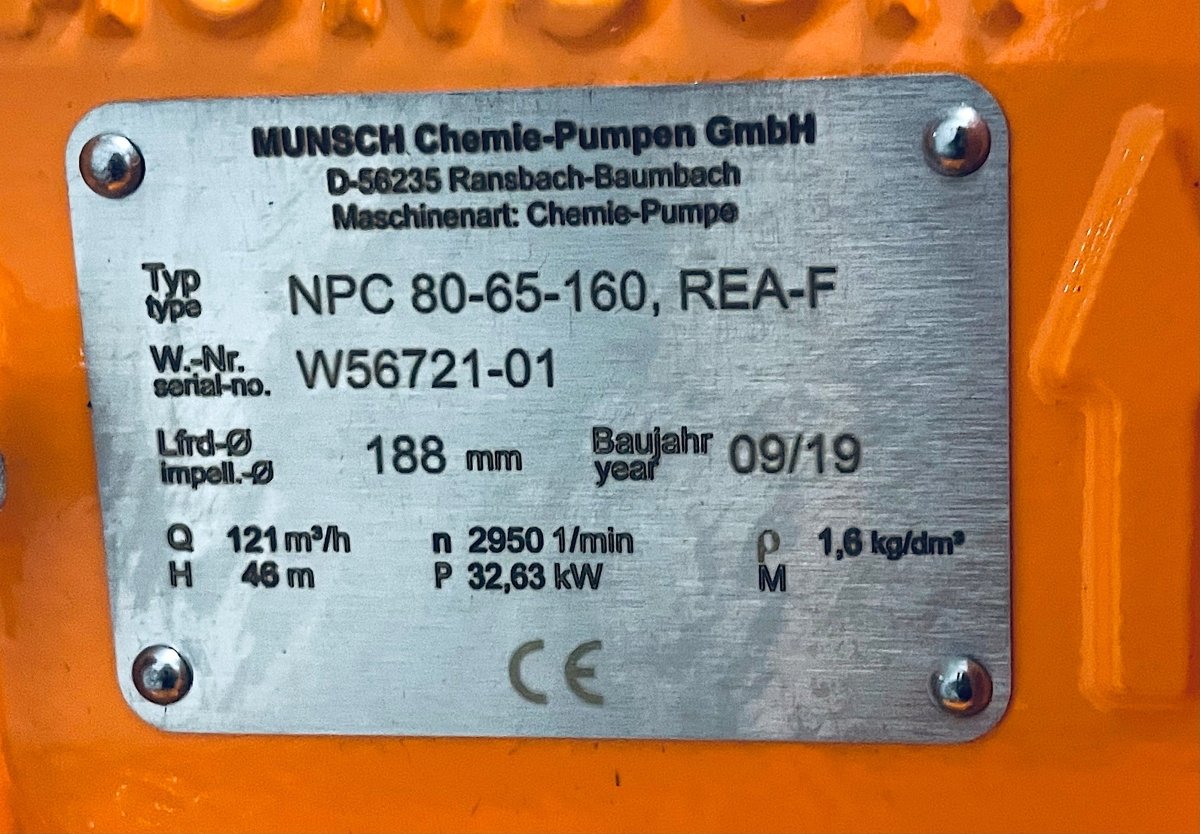 MUNSCH Chemie-Pumpen GmbH
D-56235 Ransbach-Baumbach
Maschinenart: Chemie-Pumpe
Typ
type NPC 80-65-160, REA-F
W.-Nr.
serial-no. W56721-01
Lfrd-Ø
impell.-Ø 188 mm Baujahr
year 09/19
Q 121 m³/h n 2950 1/min ρ 1,6 kg/dm³
H 46 m P 32,63 kW M
CE